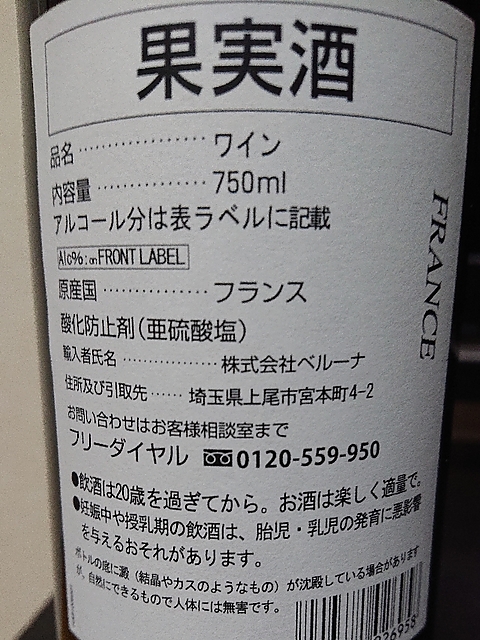 果実酒
品名 ……………… ワイン
内容量 …………… 750ml
アルコール分は表ラベルに記載
Alc%:on FRONT LABEL
原産国 …………… フランス
酸化防止剤(亜硫酸塩)
輸入者氏名 …………… 株式会社ベルーナ
住所及び引取先 …… 埼玉県上尾市宮本町4-2
お問い合わせはお客様相談室まで
フリーダイヤル 0120-559-950
●飲酒は20歳を過ぎてから。お酒は楽しく適量で。
●妊娠中や授乳期の飲酒は、胎児・乳児の発育に悪影響
を与えるおそれがあります。
ボトルの底に澱(結晶やカスのようなもの)が沈殿している場合があります
が、自然にできるもので人体には無害です。
FRANCE